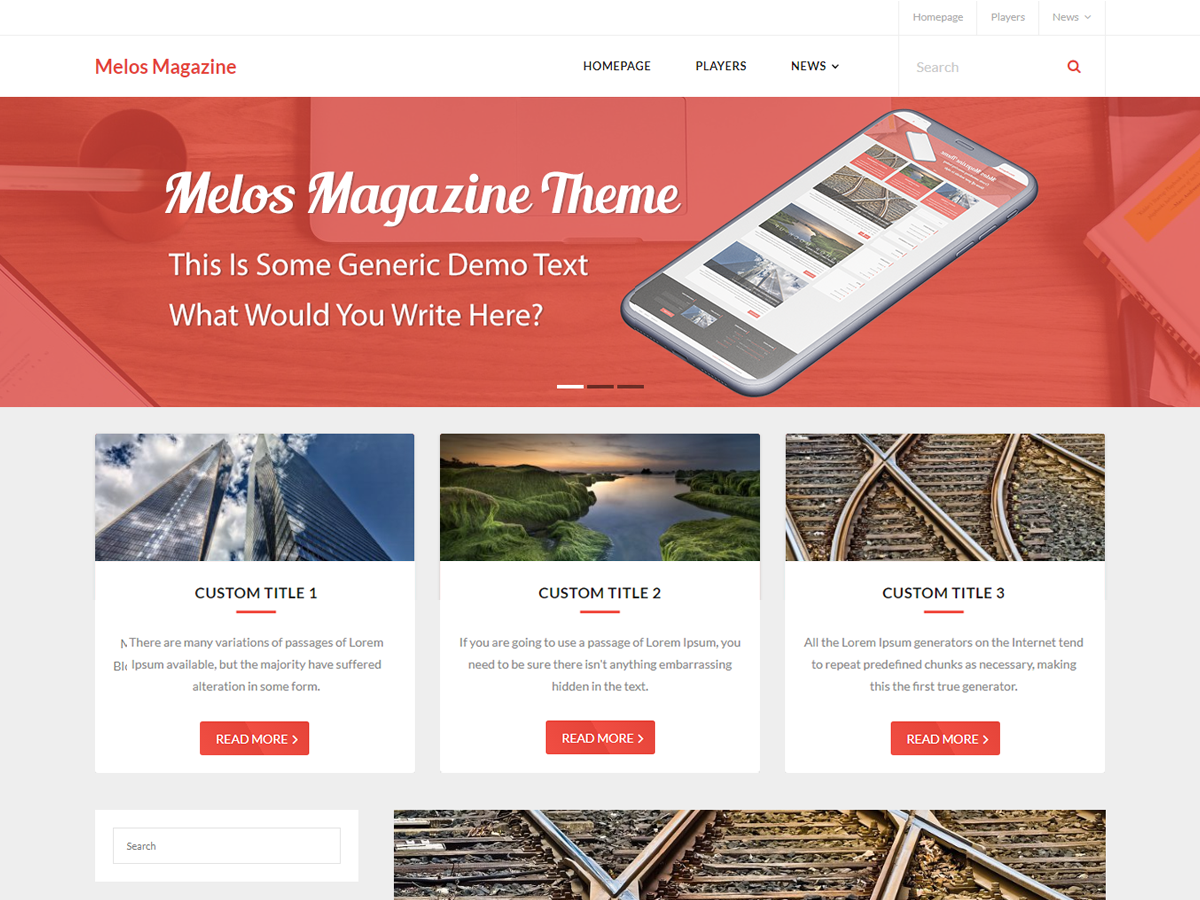 Homepage Players News
Melos Magazine
HOMEPAGE PLAYERS NEWS
Search
Melos Magazine Theme
This Is Some Generic Demo Text
What Would You Write Here?
CUSTOM TITLE 1
There are many variations of passages of Lorem
Ipsum available, but the majority have suffered
alteration in some form.
READ MORE
CUSTOM TITLE 2
If you are going to use a passage of Lorem Ipsum, you
need to be sure there isn't anything embarrassing
hidden in the text.
READ MORE
CUSTOM TITLE 3
All the Lorem Ipsum generators on the Internet tend
to repeat predefined chunks as necessary, making
this the first true generator.
READ MORE
Search